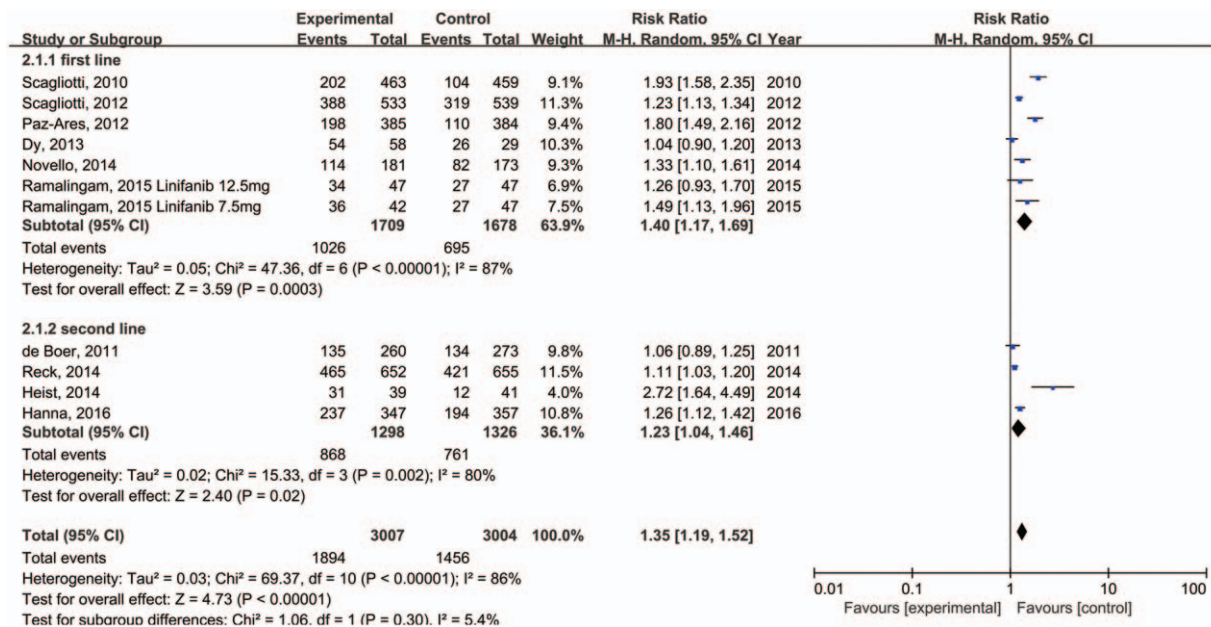 Experimental Control Risk Ratio Risk Ratio
Study or Subgroup Events Total Events Total Weight M-H, Random, 95% CI Year M-H, Random, 95% CI
2.1.1 first line
Scagliotti, 2010 202 463 104 459 9.1% 1.93 [1.58, 2.35] 2010
Scagliotti, 2012 388 533 319 539 11.3% 1.23 [1.13, 1.34] 2012
Paz-Ares, 2012 198 385 110 384 9.4% 1.80 [1.49, 2.16] 2012
Dy, 2013 54 58 26 29 10.3% 1.04 [0.90, 1.20] 2013
Novello, 2014 114 181 82 173 9.3% 1.33 [1.10, 1.61] 2014
Ramalingam, 2015 Linifanib 12.5mg 34 47 27 47 6.9% 1.26 [0.93, 1.70] 2015
Ramalingam, 2015 Linifanib 7.5mg 36 42 27 47 7.5% 1.49 [1.13, 1.96] 2015
Subtotal (95% CI) 1709 1678 63.9% 1.40 [1.17, 1.69]
Total events 1026 695
Heterogeneity: Tau² = 0.05; Chi² = 47.36, df = 6 (P < 0.00001); I² = 87%
Test for overall effect: Z = 3.59 (P = 0.0003)
2.1.2 second line
de Boer, 2011 135 260 134 273 9.8% 1.06 [0.89, 1.25] 2011
Reck, 2014 465 652 421 655 11.5% 1.11 [1.03, 1.20] 2014
Heist, 2014 31 39 12 41 4.0% 2.72 [1.64, 4.49] 2014
Hanna, 2016 237 347 194 357 10.8% 1.26 [1.12, 1.42] 2016
Subtotal (95% CI) 1298 1326 36.1% 1.23 [1.04, 1.46]
Total events 868 761
Heterogeneity: Tau² = 0.02; Chi² = 15.33, df = 3 (P = 0.002); I² = 80%
Test for overall effect: Z = 2.40 (P = 0.02)
Total (95% CI) 3007 3004 100.0% 1.35 [1.19, 1.52]
Total events 1894 1456
Heterogeneity: Tau² = 0.03; Chi² = 69.37, df = 10 (P < 0.00001); I² = 86%
Test for overall effect: Z = 4.73 (P < 0.00001)
Test for subgroup differences: Chi² = 1.06, df = 1 (P = 0.30), I² = 5.4%
0.01 0.1 1 10 100
Favours [experimental] Favours [control]